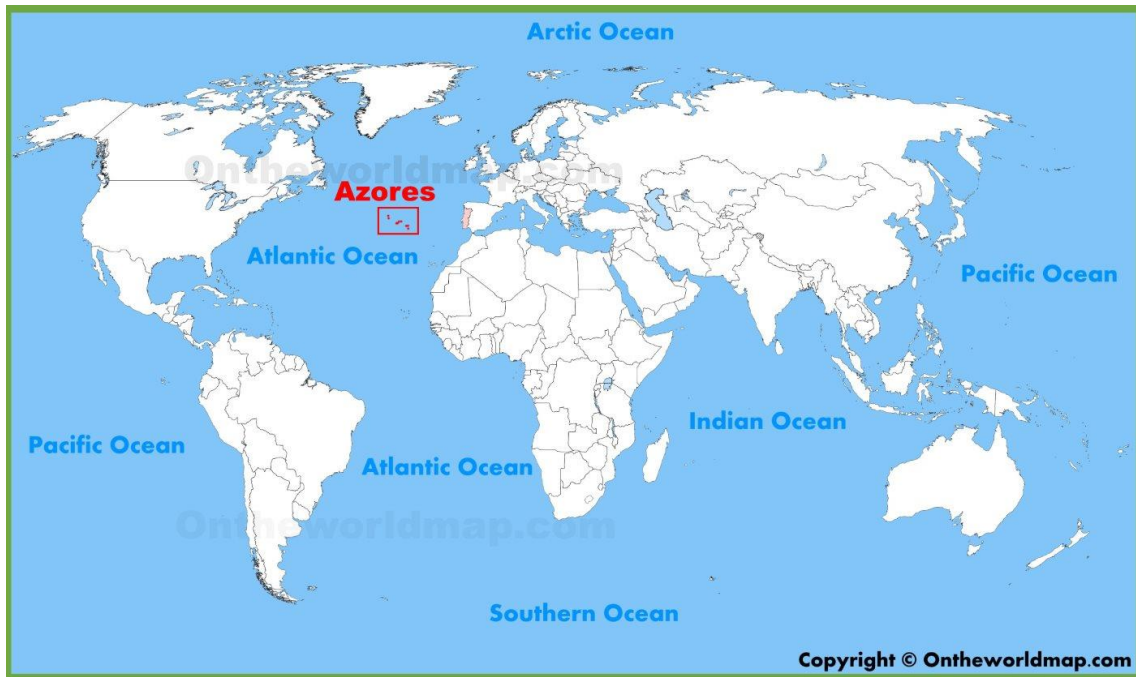 Arctic Ocean
Ontheworldmap.com
Azores
Atlantic Ocean
Pacific Ocean
Indian Ocean
Pacific Ocean
Atlantic Ocean
Ontheworldmap.com
Southern Ocean
Copyright © Ontheworldmap.com